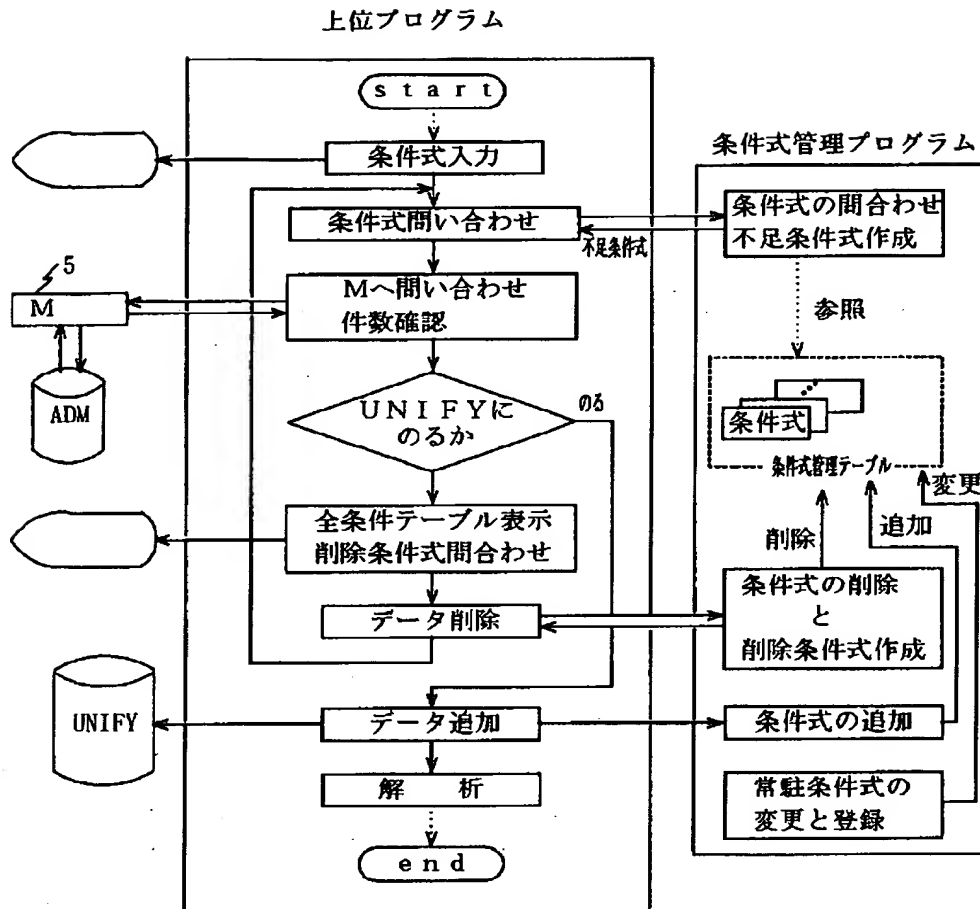 上位プログラム
start
条件式入力
条件式問い合わせ
不足条件式
Mへ問い合わせ
件数確認
5
M
ADM
UNIFYに
のるか
のる
全条件テーブル表示
削除条件式問合わせ
データ削除
UNIFY
データ追加
解 析
end
条件式管理プログラム
条件式の問合わせ
不足条件式作成
参照
条件式
条件式管理テーブル
変更
追加
削除
条件式の削除
と
削除条件式作成
条件式の追加
常駐条件式の
変更と登録